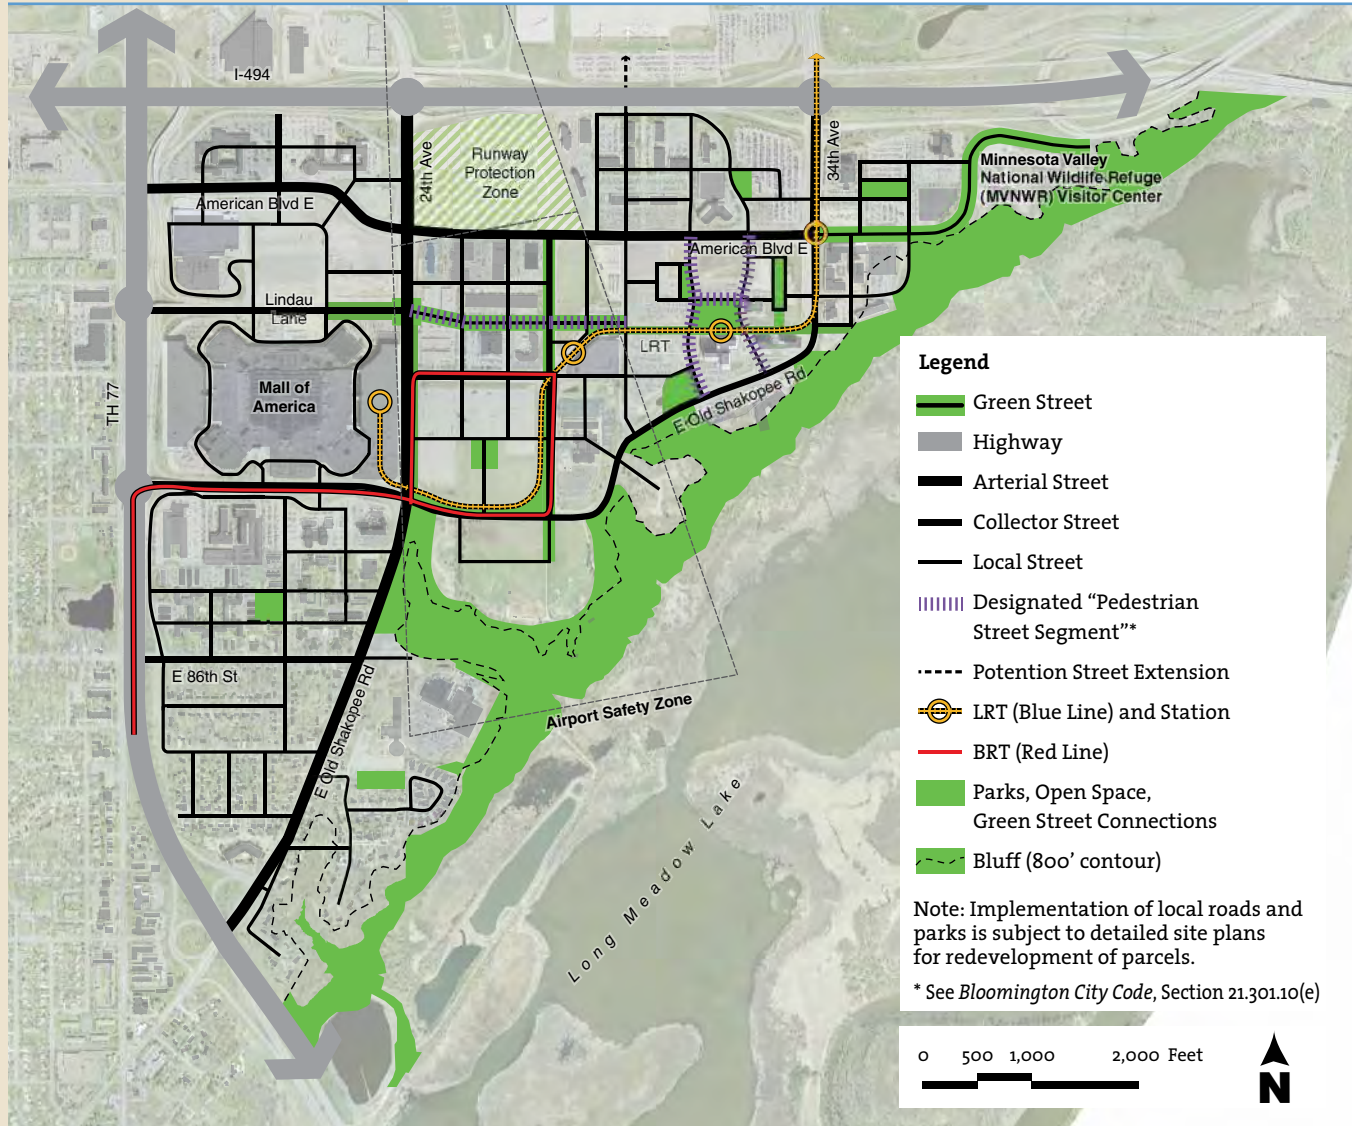 I-494
24th Ave
Runway
Protection
Zone
34th Ave
Minnesota Valley
National Wildlife Refuge
(MVNWR) Visitor Center
American Blvd E
American Blvd E
Lindau
Lane
LRT
Mall of
America
TH 77
E Old Shakopee Rd
E 86th St
E Old Shakopee Rd
Airport Safety Zone
Long Meadow Lake
Legend
Green Street
Highway
Arterial Street
Collector Street
Local Street
Designated “Pedestrian
Street Segment”*
Potention Street Extension
LRT (Blue Line) and Station
BRT (Red Line)
Parks, Open Space,
Green Street Connections
Bluff (800’ contour)
Note: Implementation of local roads and
parks is subject to detailed site plans
for redevelopment of parcels.
* See Bloomington City Code, Section 21.301.10(e)
0 500 1,000 2,000 Feet
N